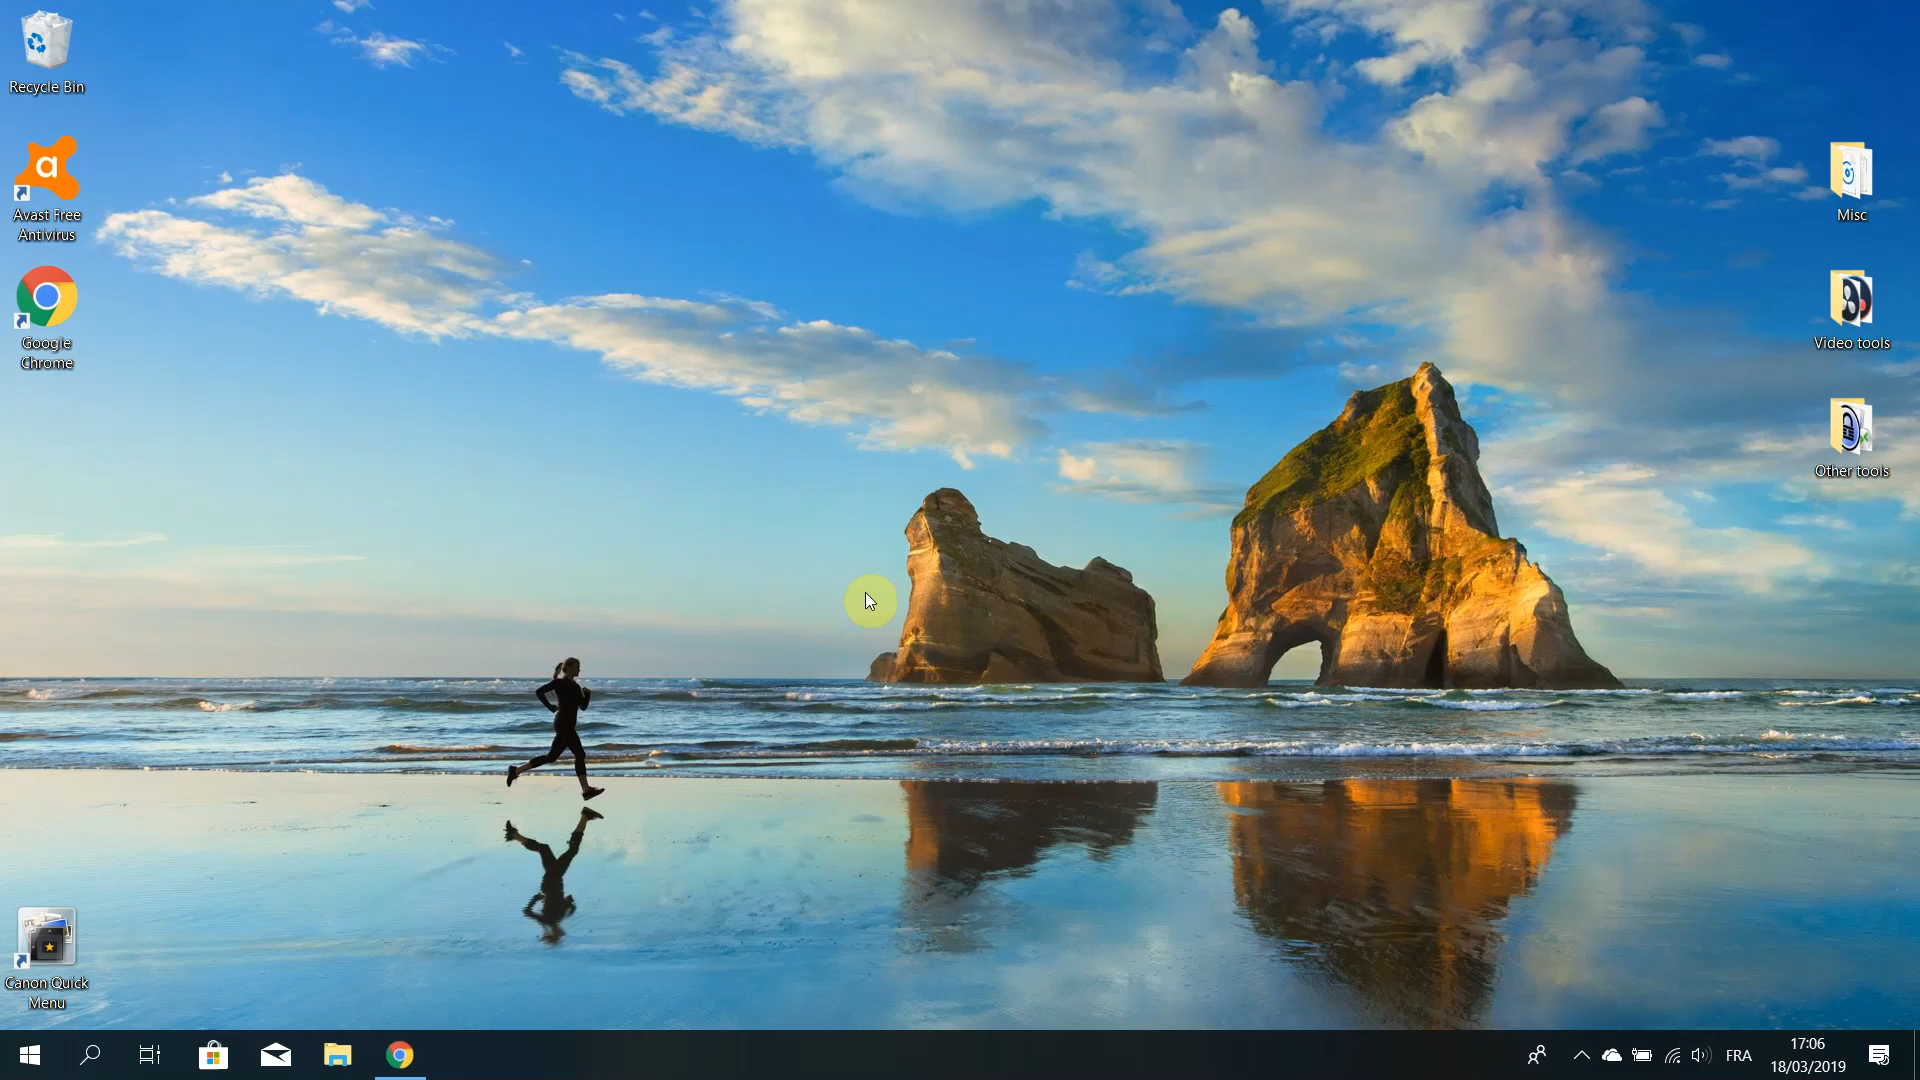 Recycle Bin
a
Avast Free
Antivirus
Google
Chrome
Misc
Video tools
Other tools
Canon Quick
Menu
FRA
17:06
18/03/2019